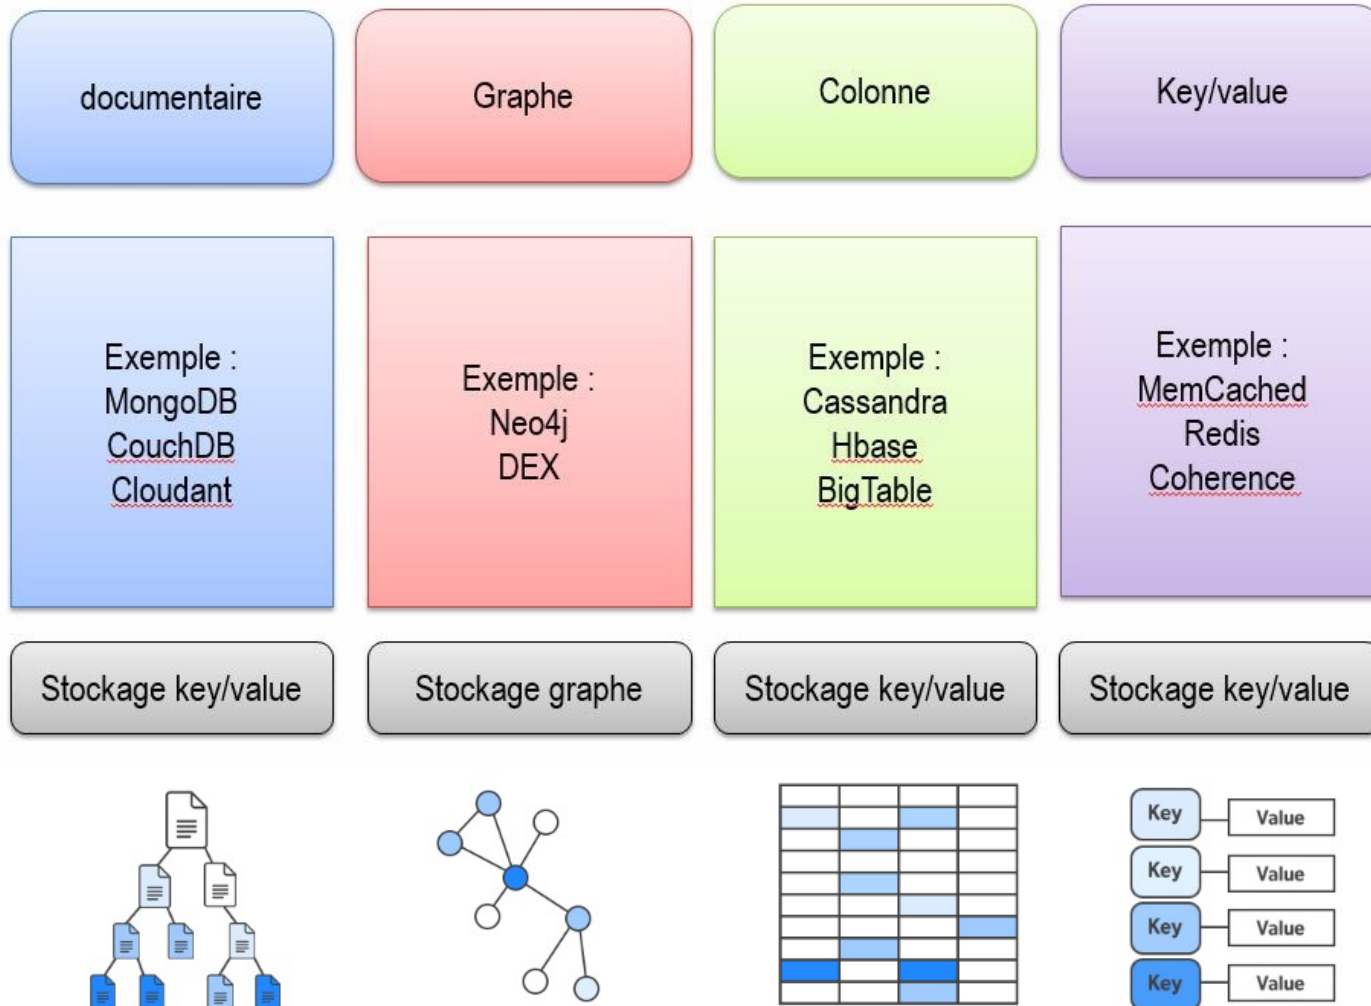 documentaire
Graphe
Colonne
Key/value
Exemple :
MongoDB
CouchDB
Cloudant
Exemple :
Neo4j
DEX
Exemple :
Cassandra
Hbase
BigTable
Exemple :
MemCached
Redis
Coherence
Stockage key/value
Stockage graphe
Stockage key/value
Stockage key/value
Key Value
Key Value
Key Value
Key Value